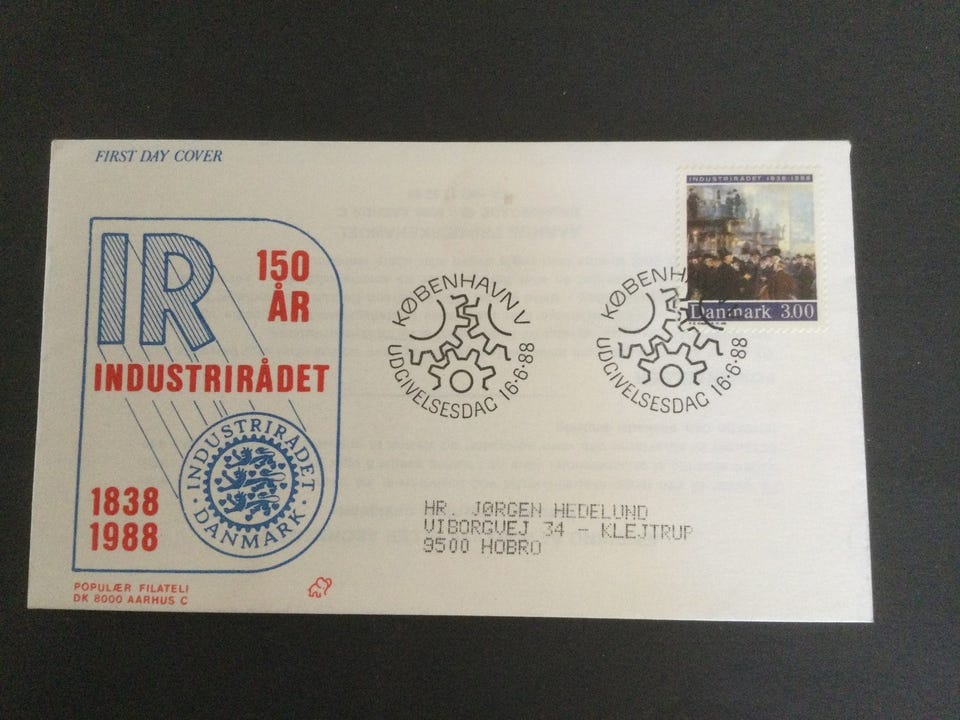 FIRST DAY COVER
IR
150
ÅR
INDUSTRIRÅDET
INDUSTRIRÅDET
· DANMARK ·
1838
1988
POPULÆR FILATELI
DK 8000 AARHUS C
KØBENHAVN V
UDGIVELSESDAG 16-6-88
KØBENHAVN
UDGIVELSESDAG 16-6-88
INDUSTRIRÅDET 1838-1988
Danmark 3.00
HR. JØRGEN HEDELUND
VIBORGVEJ 34 - KLEJTRUP
9500 HOBRO